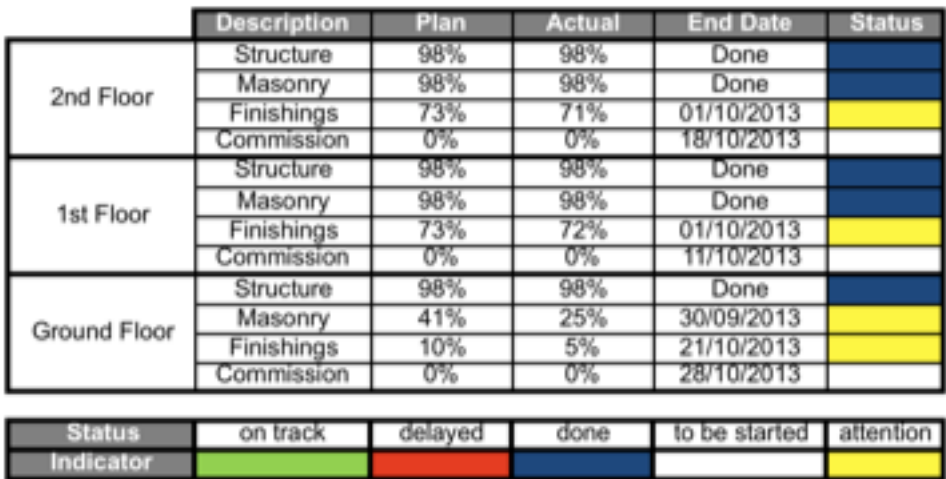 Description Plan Actual End Date Status
2nd Floor
Structure 98% 98% Done
Masonry 98% 98% Done
Finishings 73% 71% 01/10/2013
Commission 0% 0% 18/10/2013
1st Floor
Structure 98% 98% Done
Masonry 98% 98% Done
Finishings 73% 72% 01/10/2013
Commission 0% 0% 11/10/2013
Ground Floor
Structure 98% 98% Done
Masonry 41% 25% 30/09/2013
Finishings 10% 5% 21/10/2013
Commission 0% 0% 28/10/2013
Status on track delayed done to be started attention
Indicator